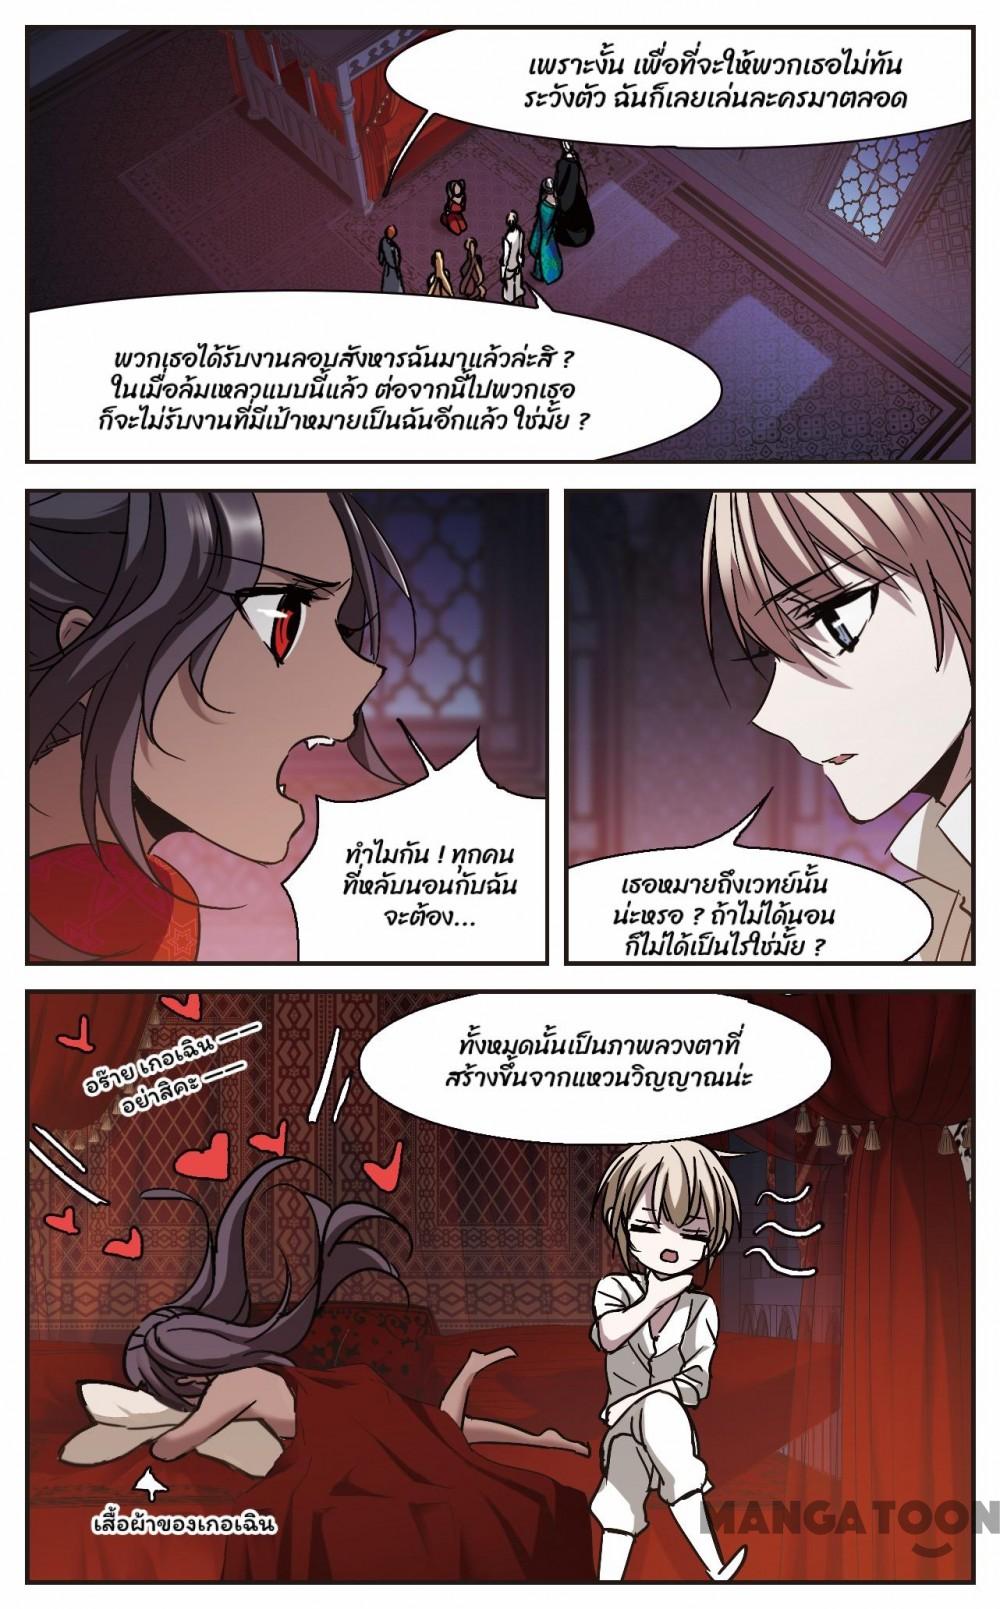 เพราะงั้น เพื่อที่จะให้พวกเธอไม่ทัน
ระวังตัว ฉันก็เลยเล่นละครมาตลอด
พวกเธอได้รับงานลอบสังหารฉันมาแล้วล่ะสิ ?
ในเมื่อล้มเหลวแบบนี้แล้ว ต่อจากนี้ไปพวกเธอ
ก็จะไม่รับงานที่มีเป้าหมายเป็นฉันอีกแล้ว ใช่มั้ย ?
ทำไมกัน ! ทุกคน
ที่หลับนอนกับฉัน
จะต้อง...
เธอหมายถึงเวทย์นั้น
น่ะหรอ ? ถ้าไม่ได้นอน
ก็ไม่ได้เป็นไรใช่มั้ย ?
ทั้งหมดนั้นเป็นภาพลวงตาที่
สร้างขึ้นจากแหวนวิญญาณน่ะ
อร๊าย เกอเฉิน ——
อย่าสิคะ ——
เสื้อผ้าของเกอเฉิน
MANGATOON